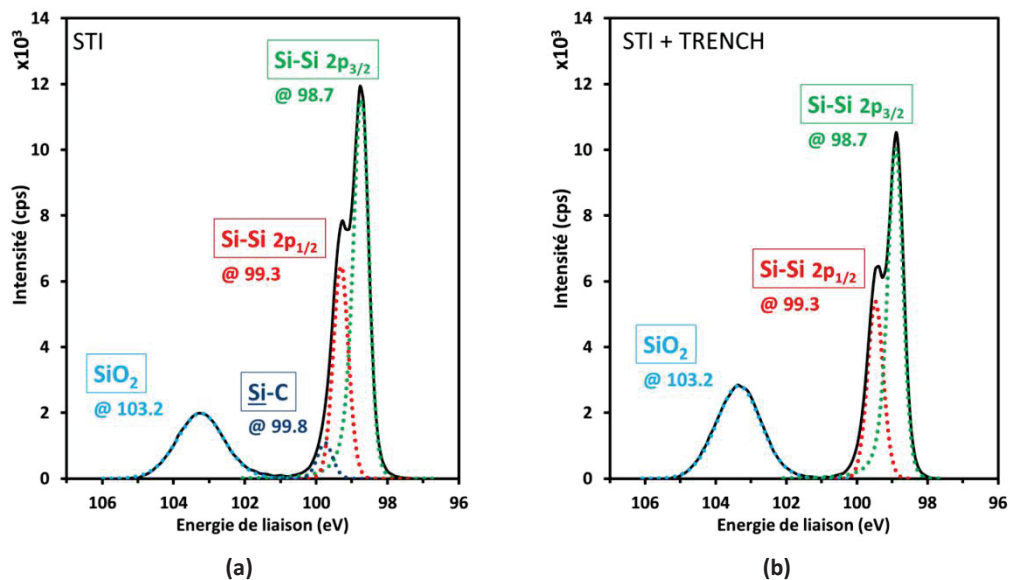 STI
x10³
14
12
10
8
6
4
2
0
Intensité (cps)
Si-Si 2p₃/₂
@ 98.7
Si-Si 2p₁/₂
@ 99.3
SiO₂
@ 103.2
Si-C
@ 99.8
106 104 102 100 98 96
Energie de liaison (eV)
(a)
STI + TRENCH
x10³
14
12
10
8
6
4
2
0
Intensité (cps)
Si-Si 2p₃/₂
@ 98.7
Si-Si 2p₁/₂
@ 99.3
SiO₂
@ 103.2
106 104 102 100 98 96
Energie de liaison (eV)
(b)